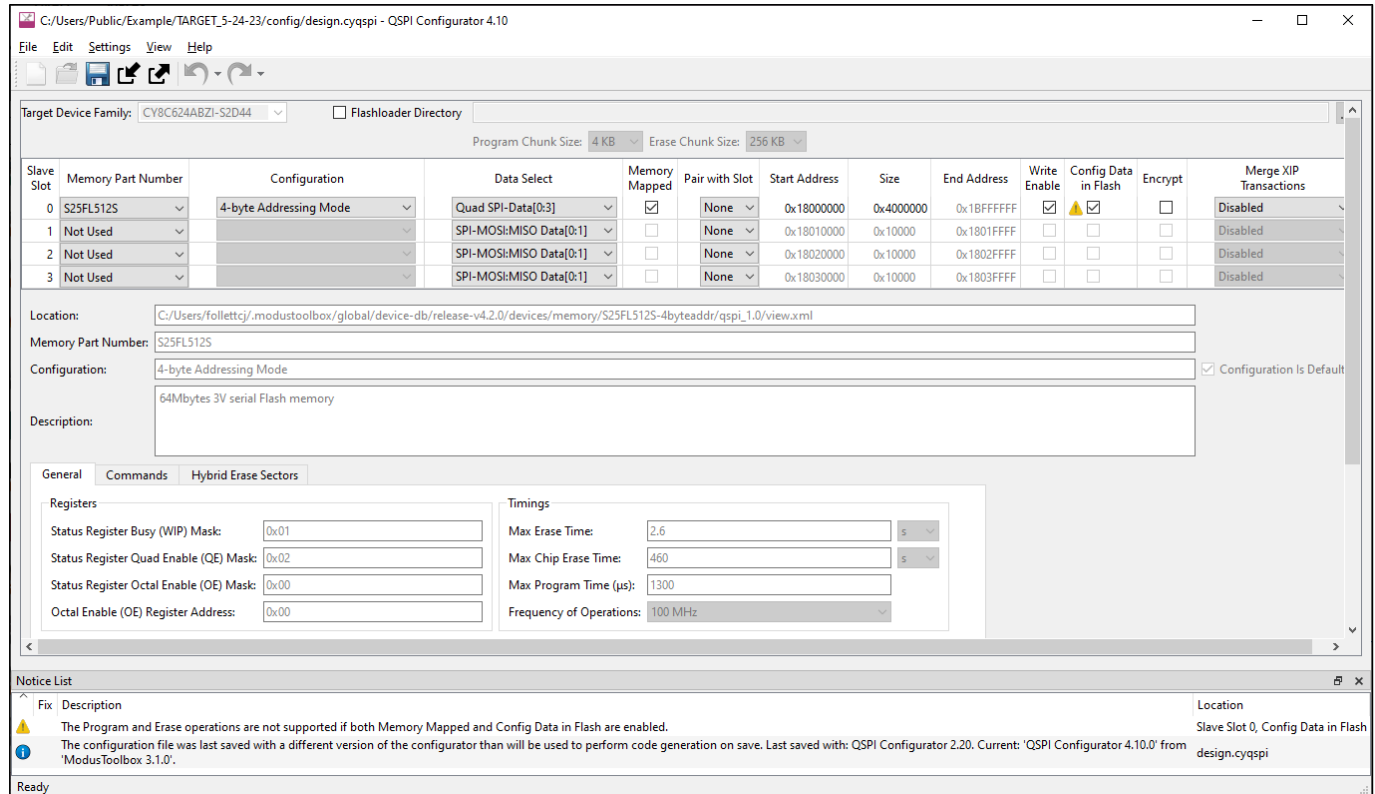 C:/Users/Public/Example/TARGET_5-24-23/config/design.cyqspi - QSPI Configurator 4.10
File Edit Settings View Help
Target Device Family: CY8C624ABZI-S2D44 Flashloader Directory
Program Chunk Size: 4 KB Erase Chunk Size: 256 KB
Slave Slot Memory Part Number Configuration Data Select Memory Mapped Pair with Slot Start Address Size End Address Write Enable Config Data in Flash Encrypt Merge XIP Transactions
0 S25FL512S 4-byte Addressing Mode Quad SPI-Data[0:3] None 0x18000000 0x4000000 0x1BFFFFFF Disabled
1 Not Used SPI-MOSI:MISO Data[0:1] None 0x18010000 0x10000 0x1801FFFF Disabled
2 Not Used SPI-MOSI:MISO Data[0:1] None 0x18020000 0x10000 0x1802FFFF Disabled
3 Not Used SPI-MOSI:MISO Data[0:1] None 0x18030000 0x10000 0x1803FFFF Disabled
Location: C:/Users/follettcj/.modustoolbox/global/device-db/release-v4.2.0/devices/memory/S25FL512S-4byteaddr/qspi_1.0/view.xml
Memory Part Number: S25FL512S
Configuration: 4-byte Addressing Mode Configuration Is Default
Description: 64Mbytes 3V serial Flash memory
General Commands Hybrid Erase Sectors
Registers Timings
Status Register Busy (WIP) Mask: 0x01 Max Erase Time: 2.6 s
Status Register Quad Enable (QE) Mask: 0x02 Max Chip Erase Time: 460 s
Status Register Octal Enable (OE) Mask: 0x00 Max Program Time (µs): 1300
Octal Enable (OE) Register Address: 0x00 Frequency of Operations: 100 MHz
Notice List
Fix Description Location
The Program and Erase operations are not supported if both Memory Mapped and Config Data in Flash are enabled. Slave Slot 0, Config Data in Flash
The configuration file was last saved with a different version of the configurator than will be used to perform code generation on save. Last saved with: QSPI Configurator 2.20. Current: 'QSPI Configurator 4.10.0' from
'ModusToolbox 3.1.0'. design.cyqspi
Ready